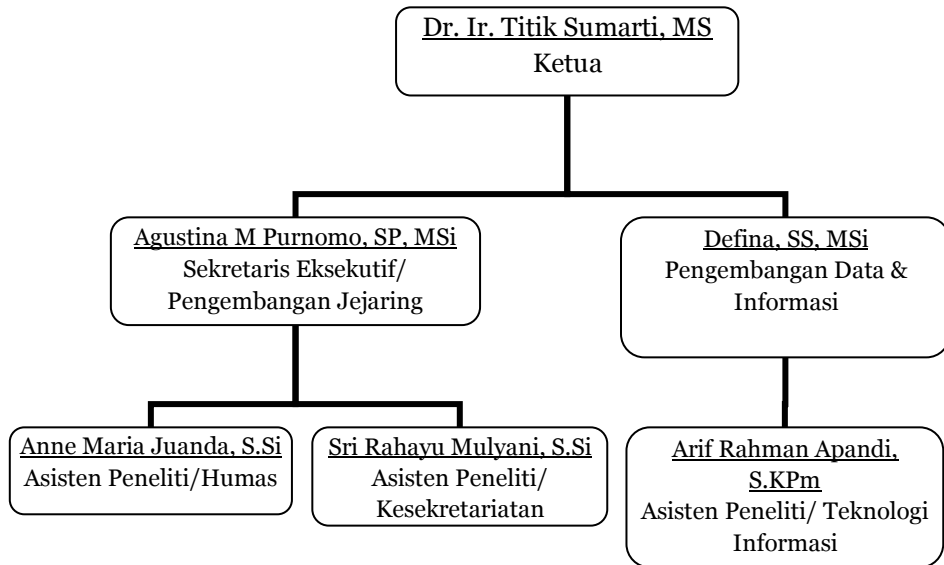 Dr. Ir. Titik Sumarti, MS
Ketua
Agustina M Purnomo, SP, MSi
Sekretaris Eksekutif/
Pengembangan Jejaring
Defina, SS, MSi
Pengembangan Data &
Informasi
Anne Maria Juanda, S.Si
Asisten Peneliti/Humas
Sri Rahayu Mulyani, S.Si
Asisten Peneliti/
Kesekretariatan
Arif Rahman Apandi,
S.KPm
Asisten Peneliti/ Teknologi
Informasi